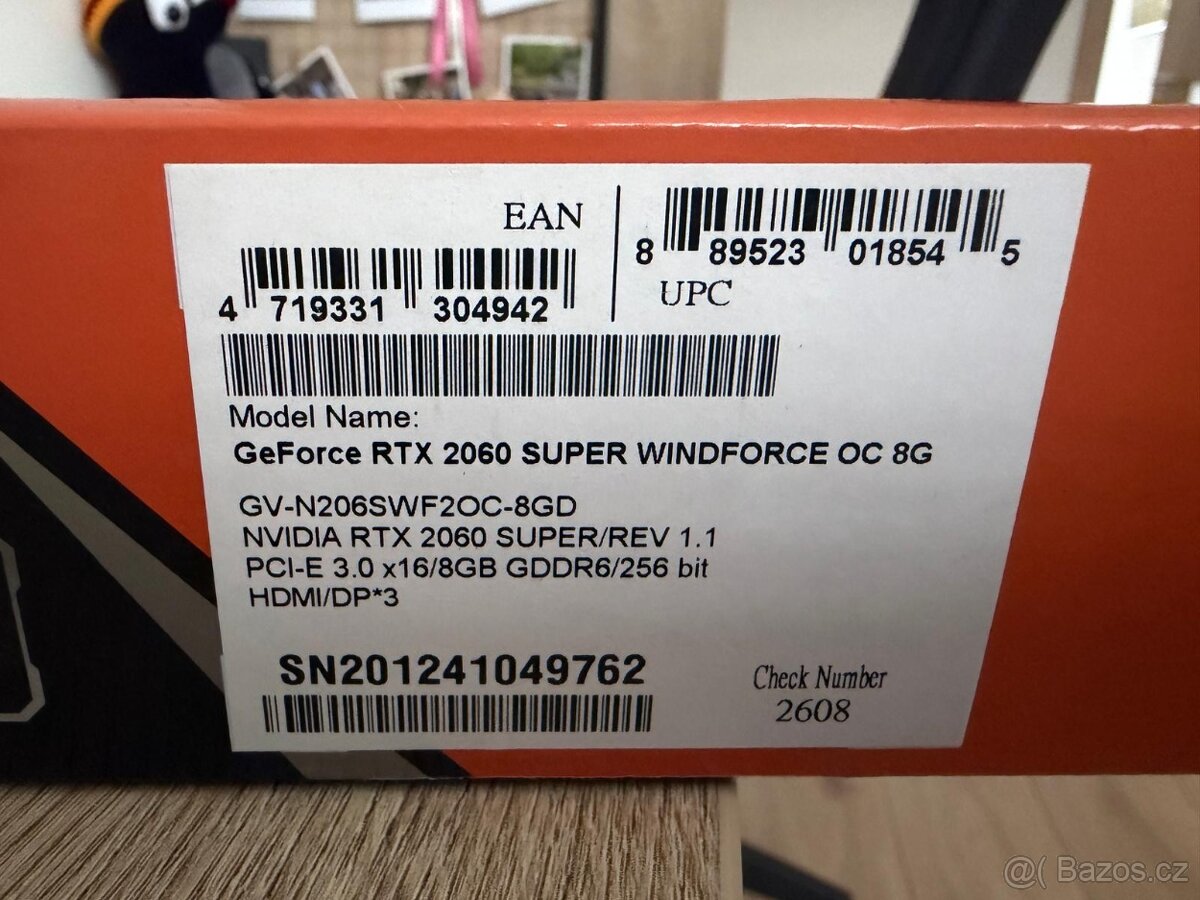 EAN
4 719331 304942
8 89523 01854 5
UPC
Model Name:
GeForce RTX 2060 SUPER WINDFORCE OC 8G
GV-N206SWF2OC-8GD
NVIDIA RTX 2060 SUPER/REV 1.1
PCI-E 3.0 x16/8GB GDDR6/256 bit
HDMI/DP*3
SN201241049762
Check Number
2608
@( Bazos.cz